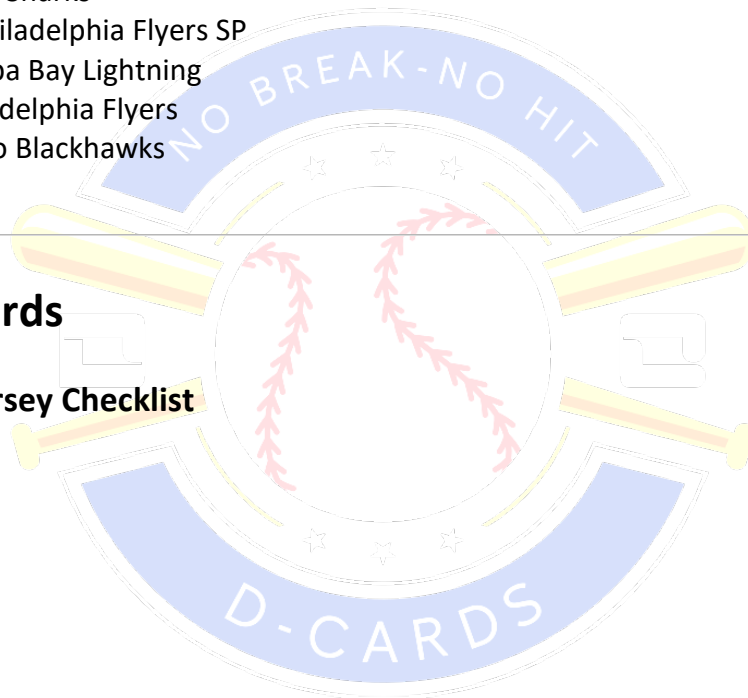 iladelphia Flyers SP
pa Bay Lightning
delphia Flyers
o Blackhawks
NO BREAK-NO HIT
rds
rsey Checklist
D-CARDS